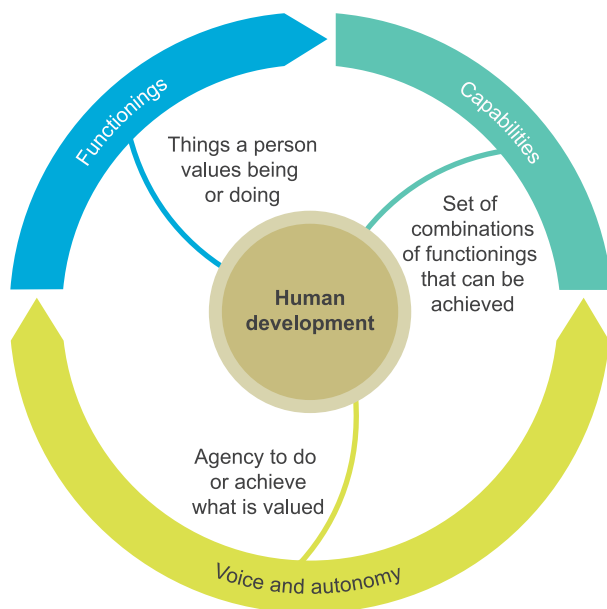 Functionings
Capabilities
Things a person
values being
or doing
Set of
combinations
of functionings
that can be
achieved
Human
development
Agency to do
or achieve
what is valued
Voice and autonomy